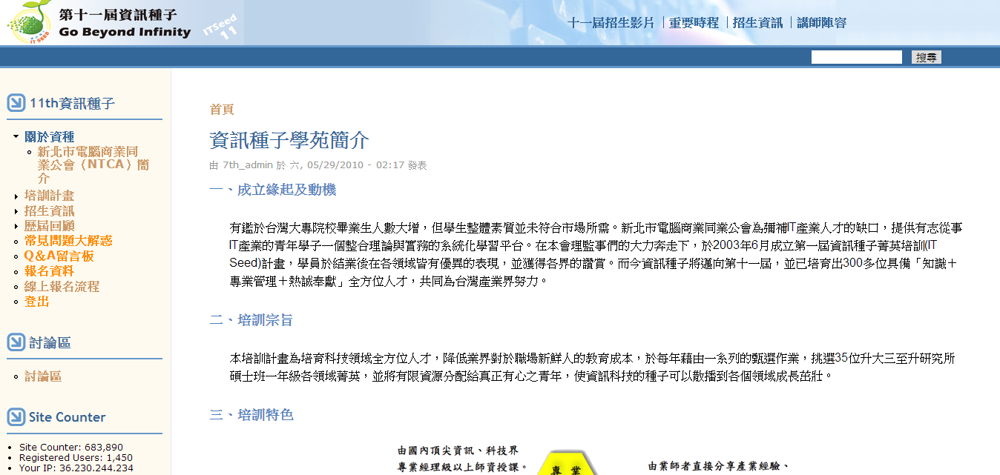 第十一屆資訊種子
Go Beyond Infinity
ITSeed
11
IT SEED
十一屆招生影片 | 重要時程 | 招生資訊 | 講師陣容
搜尋
11th資訊種子
關於資種
新北市電腦商業同
業公會（NTCA）簡
介
培訓計畫
招生資訊
歷屆回顧
常見問題大解惑
Q&A留言板
報名資料
線上報名流程
登出
討論區
討論區
Site Counter
Site Counter: 683,890
Registered Users: 1,450
Your IP: 36.230.244.234
首頁
資訊種子學苑簡介
由 7th_admin 於 六, 05/29/2010 - 02:17 發表
一、成立緣起及動機
有鑑於台灣大專院校畢業生人數大增，但學生整體素質並未符合市場所需。新北市電腦商業同業公會為彌補IT產業人才的缺口，提供有志從事
IT產業的青年學子一個整合理論與實務的系統化學習平台。在本會理監事們的大力奔走下，於2003年6月成立第一屆資訊種子菁英培訓(IT
Seed)計畫，學員於結業後在各領域皆有優異的表現，並獲得各界的讚賞。而今資訊種子將邁向第十一屆，並已培育出300多位具備「知識＋
專業管理＋熱誠奉獻」全方位人才，共同為台灣產業界努力。
二、培訓宗旨
本培訓計畫為培育科技領域全方位人才，降低業界對於職場新鮮人的教育成本，於每年藉由一系列的甄選作業，挑選35位升大三至升研究所
碩士班一年級各領域菁英，並將有限資源分配給真正有心之青年，使資訊科技的種子可以散播到各個領域成長茁壯。
三、培訓特色
由國內頂尖資訊、科技界
專業經理級以上師資授課。
專 業
由業師者直接分享產業經驗、